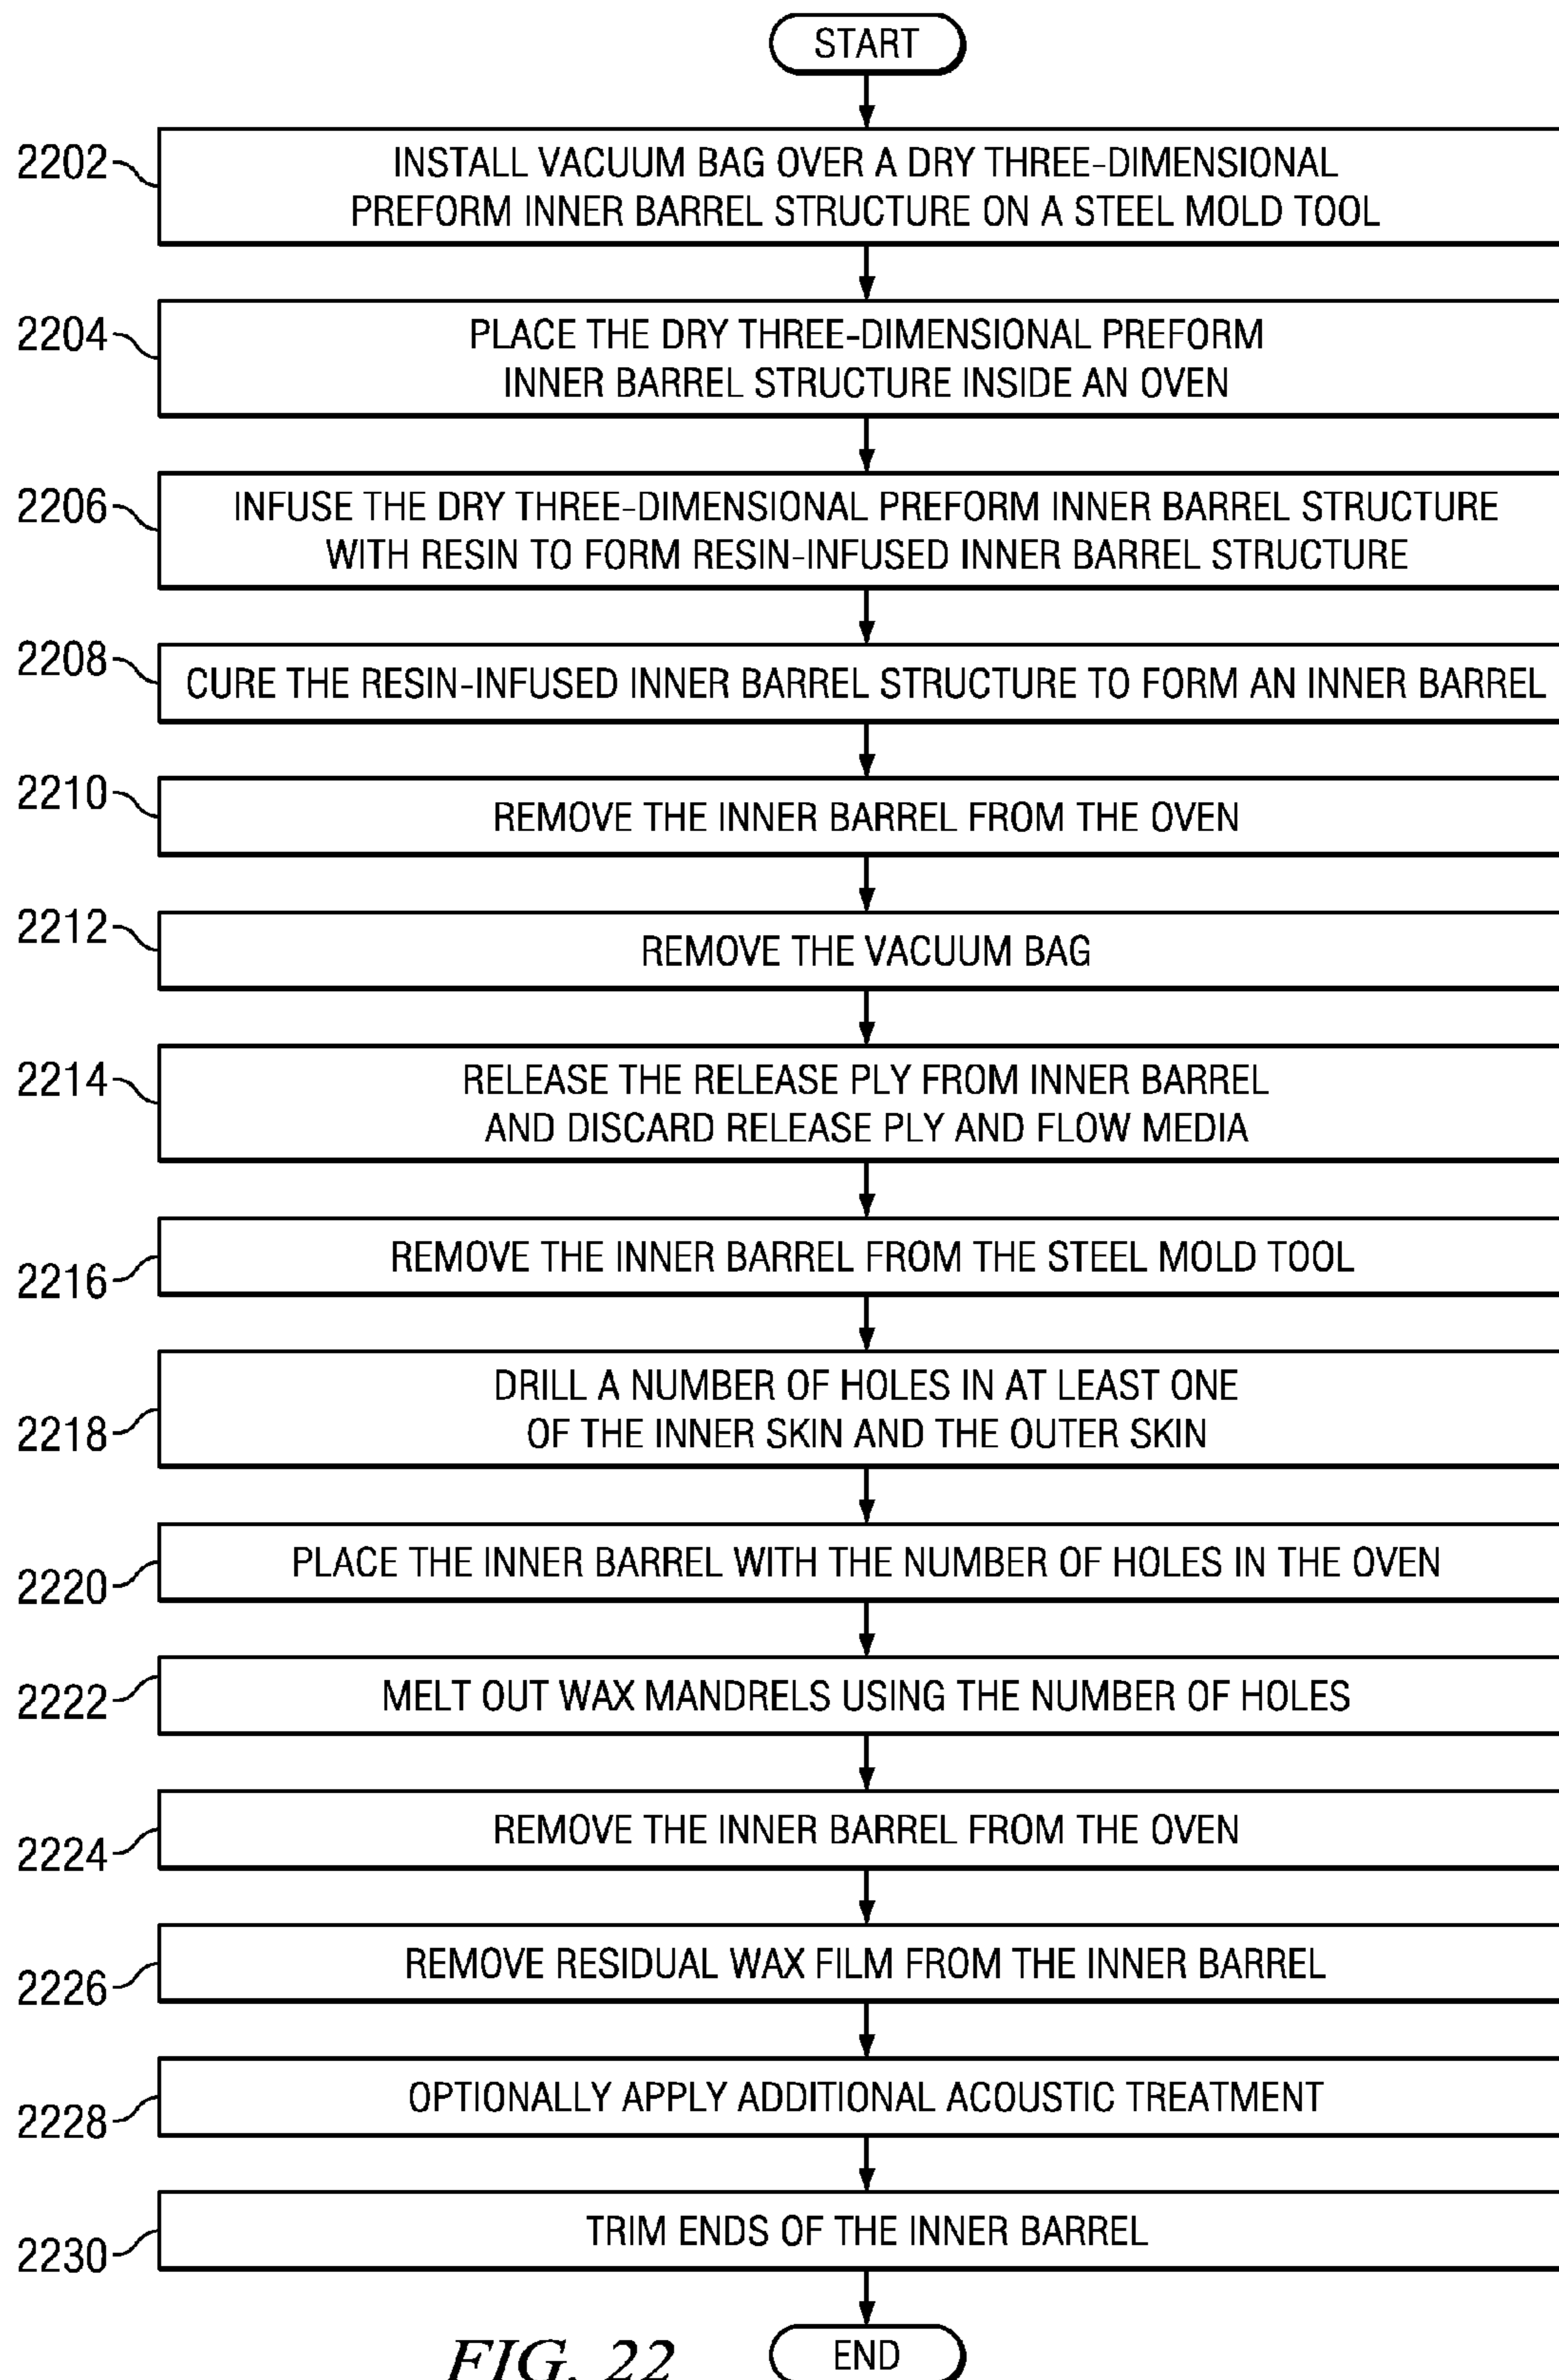 START
2202
INSTALL VACUUM BAG OVER A DRY THREE-DIMENSIONAL
PREFORM INNER BARREL STRUCTURE ON A STEEL MOLD TOOL
2204
PLACE THE DRY THREE-DIMENSIONAL PREFORM
INNER BARREL STRUCTURE INSIDE AN OVEN
2206
INFUSE THE DRY THREE-DIMENSIONAL PREFORM INNER BARREL STRUCTURE
WITH RESIN TO FORM RESIN-INFUSED INNER BARREL STRUCTURE
2208
CURE THE RESIN-INFUSED INNER BARREL STRUCTURE TO FORM AN INNER BARREL
2210
REMOVE THE INNER BARREL FROM THE OVEN
2212
REMOVE THE VACUUM BAG
2214
RELEASE THE RELEASE PLY FROM INNER BARREL
AND DISCARD RELEASE PLY AND FLOW MEDIA
2216
REMOVE THE INNER BARREL FROM THE STEEL MOLD TOOL
2218
DRILL A NUMBER OF HOLES IN AT LEAST ONE
OF THE INNER SKIN AND THE OUTER SKIN
2220
PLACE THE INNER BARREL WITH THE NUMBER OF HOLES IN THE OVEN
2222
MELT OUT WAX MANDRELS USING THE NUMBER OF HOLES
2224
REMOVE THE INNER BARREL FROM THE OVEN
2226
REMOVE RESIDUAL WAX FILM FROM THE INNER BARREL
2228
OPTIONALLY APPLY ADDITIONAL ACOUSTIC TREATMENT
2230
TRIM ENDS OF THE INNER BARREL
FIG. 22
END